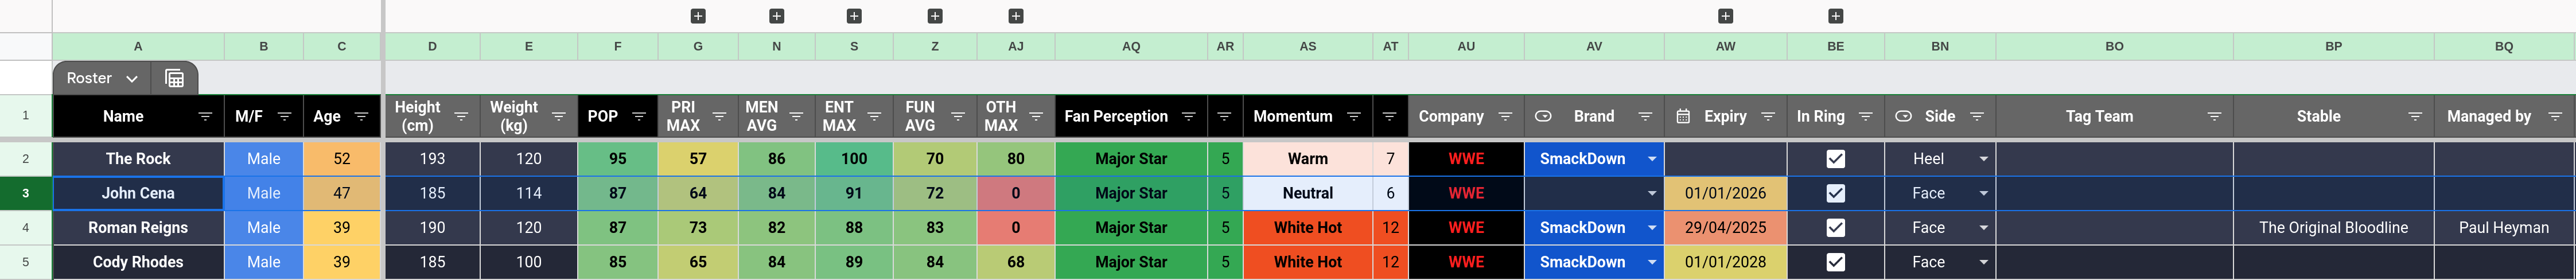 A B C D E F G N S Z AJ AQ AR AS AT AU AV AW BE BN BO BP BQ
Roster
1 Name M/F Age Height (cm) Weight (kg) POP PRI MAX MEN AVG ENT MAX FUN AVG OTH MAX Fan Perception Momentum Company Brand Expiry In Ring Side Tag Team Stable Managed by
2 The Rock Male 52 193 120 95 57 86 100 70 80 Major Star 5 Warm 7 WWE SmackDown Heel
3 John Cena Male 47 185 114 87 64 84 91 72 0 Major Star 5 Neutral 6 WWE 01/01/2026 Face
4 Roman Reigns Male 39 190 120 87 73 82 88 83 0 Major Star 5 White Hot 12 WWE SmackDown 29/04/2025 Face The Original Bloodline Paul Heyman
5 Cody Rhodes Male 39 185 100 85 65 84 89 84 68 Major Star 5 White Hot 12 WWE SmackDown 01/01/2028 Face